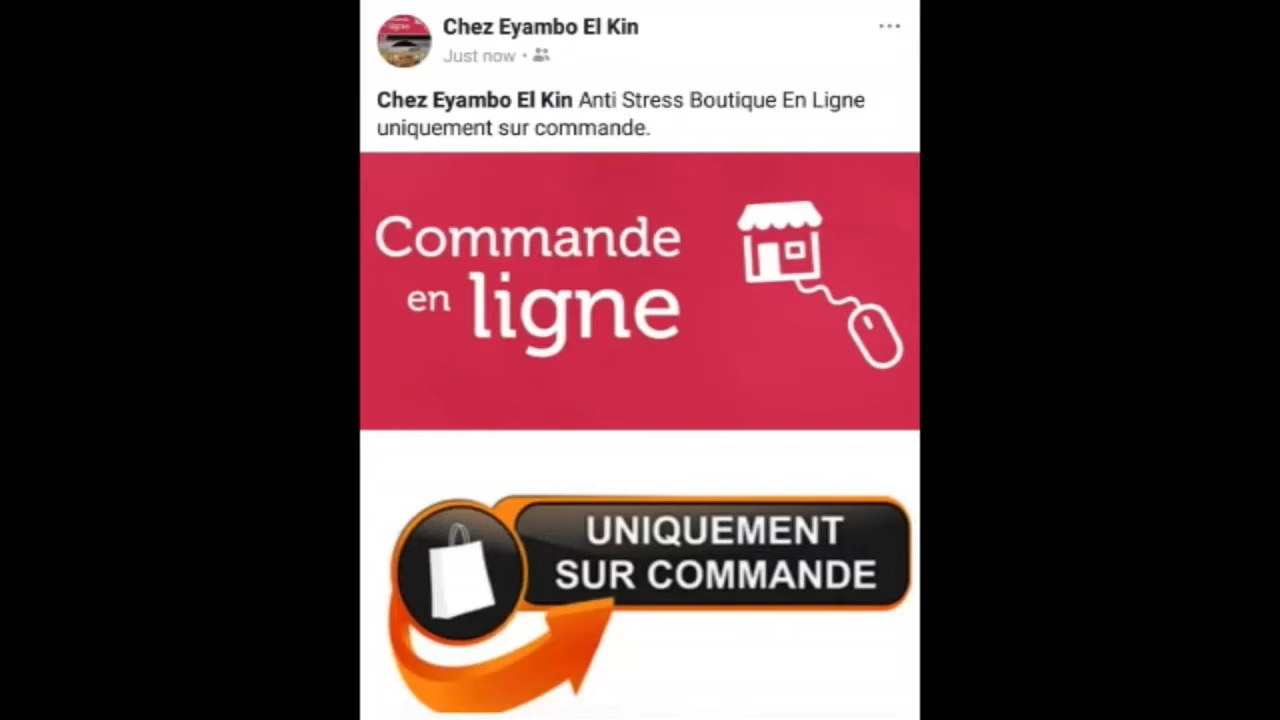 Chez Eyambo El Kin
Just now
Chez Eyambo El Kin Anti Stress Boutique En Ligne
uniquement sur commande.
Commande
en ligne
UNIQUEMENT
SUR COMMANDE